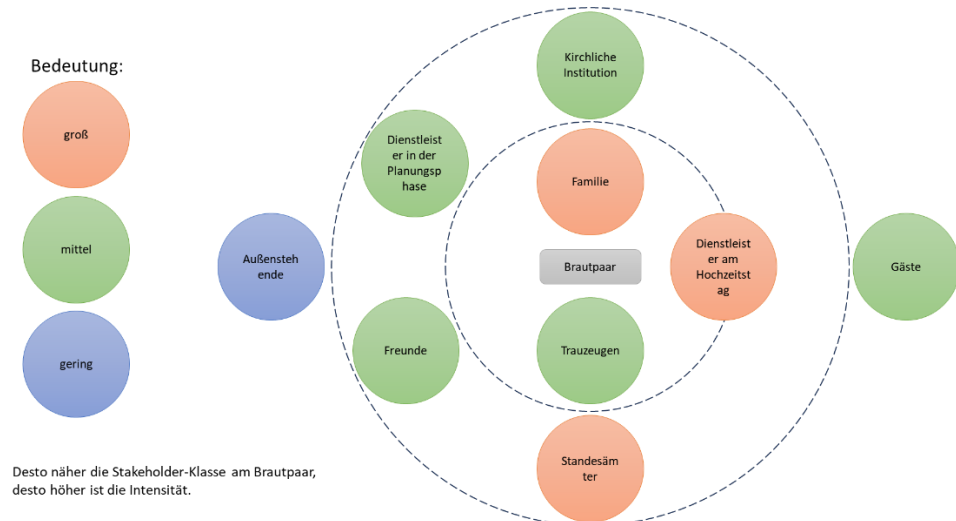 Bedeutung:
groß
mittel
gering
Desto näher die Stakeholder-Klasse am Brautpaar,
desto höher ist die Intensität.
Kirchliche
Institution
Dienstleist
er in der
Planungsp
hase
Familie
Außensteh
ende
Brautpaar
Dienstleist
er am
Hochzeitst
ag
Gäste
Freunde
Trauzeugen
Standesäm
ter